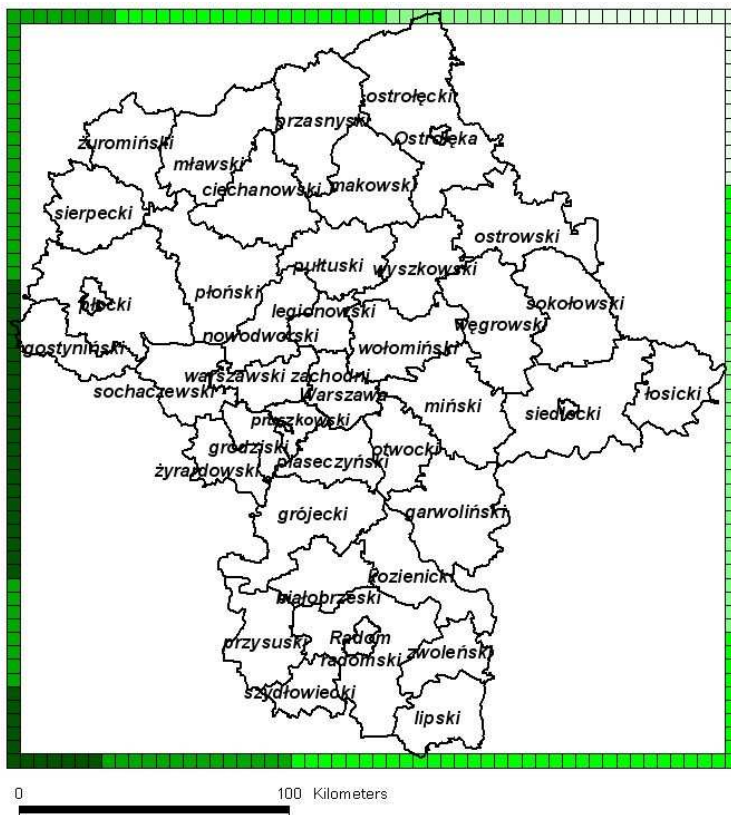 ostrołęcki
przasnyski
Ostrołęka
żuromiński
mławski
ciechanowski
makowski
sierpecki
ostrowski
pułtuski
wyszkowski
płoński
płocki
legionowski
sokołowski
węgrowski
nowodworski
gostyniński
wołomiński
warszawski zachodni
sochaczewski
Warszawa
łosicki
miński
siedlecki
pruszkowski
grodziski
otwocki
piaseczyński
żyrardowski
grójecki
garwoliński
kozienicki
białobrzeski
Radom
przysuski
zwoleński
radomski
szydłowiecki
lipski
0 100 Kilometers